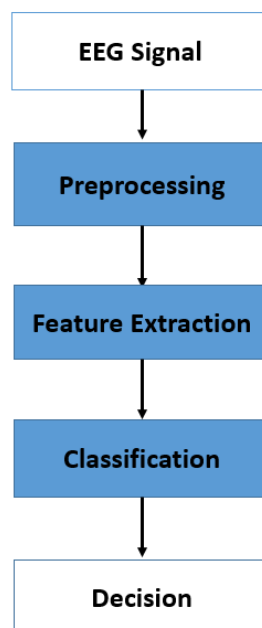 EEG Signal
Preprocessing
Feature Extraction
Classification
Decision